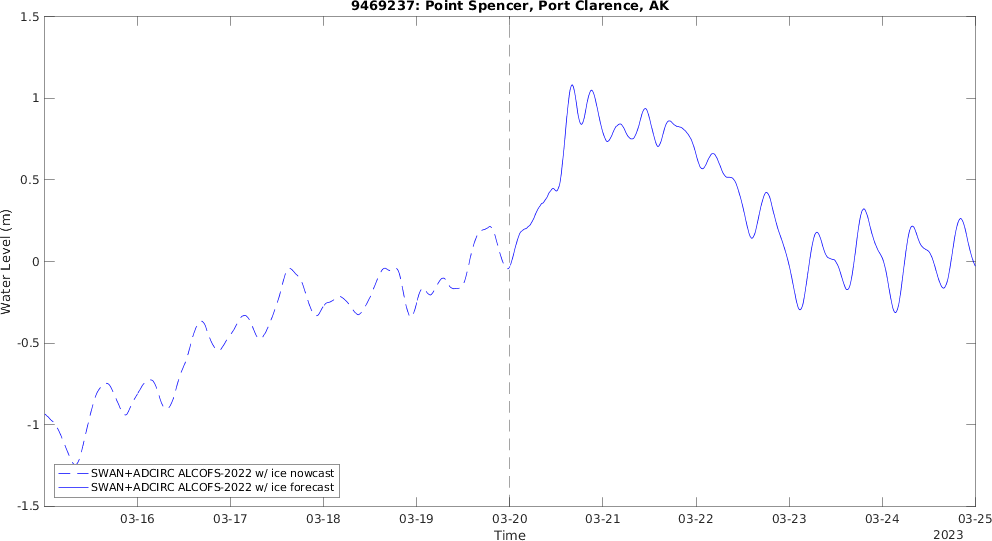 9469237: Point Spencer, Port Clarence, AK
1.5
1
0.5
0
-0.5
-1
-1.5
Water Level (m)
SWAN+ADCIRC ALCOFS-2022 w/ ice nowcast
SWAN+ADCIRC ALCOFS-2022 w/ ice forecast
03-16 03-17 03-18 03-19 03-20 03-21 03-22 03-23 03-24 03-25
Time
2023